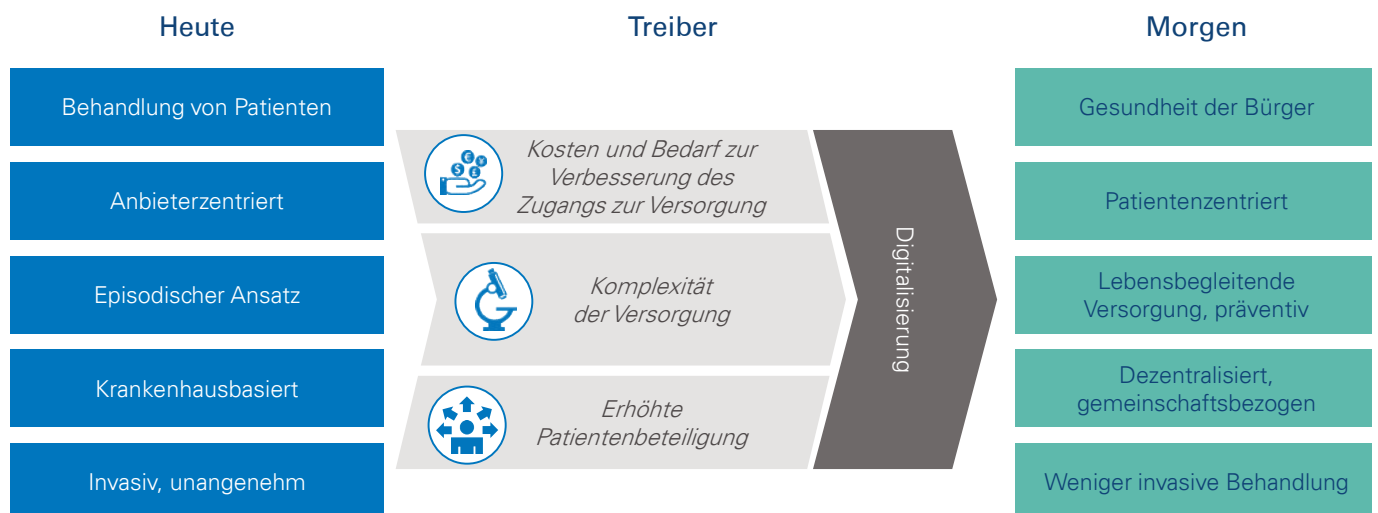 Heute
Treiber
Morgen
Behandlung von Patienten
Anbieterzentriert
Episodischer Ansatz
Krankenhausbasiert
Invasiv, unangenehm
Kosten und Bedarf zur
Verbesserung des
Zugangs zur Versorgung
Komplexität
der Versorgung
Erhöhte
Patientenbeteiligung
Digitalisierung
Gesundheit der Bürger
Patientenzentriert
Lebensbegleitende
Versorgung, präventiv
Dezentralisiert,
gemeinschaftsbezogen
Weniger invasive Behandlung